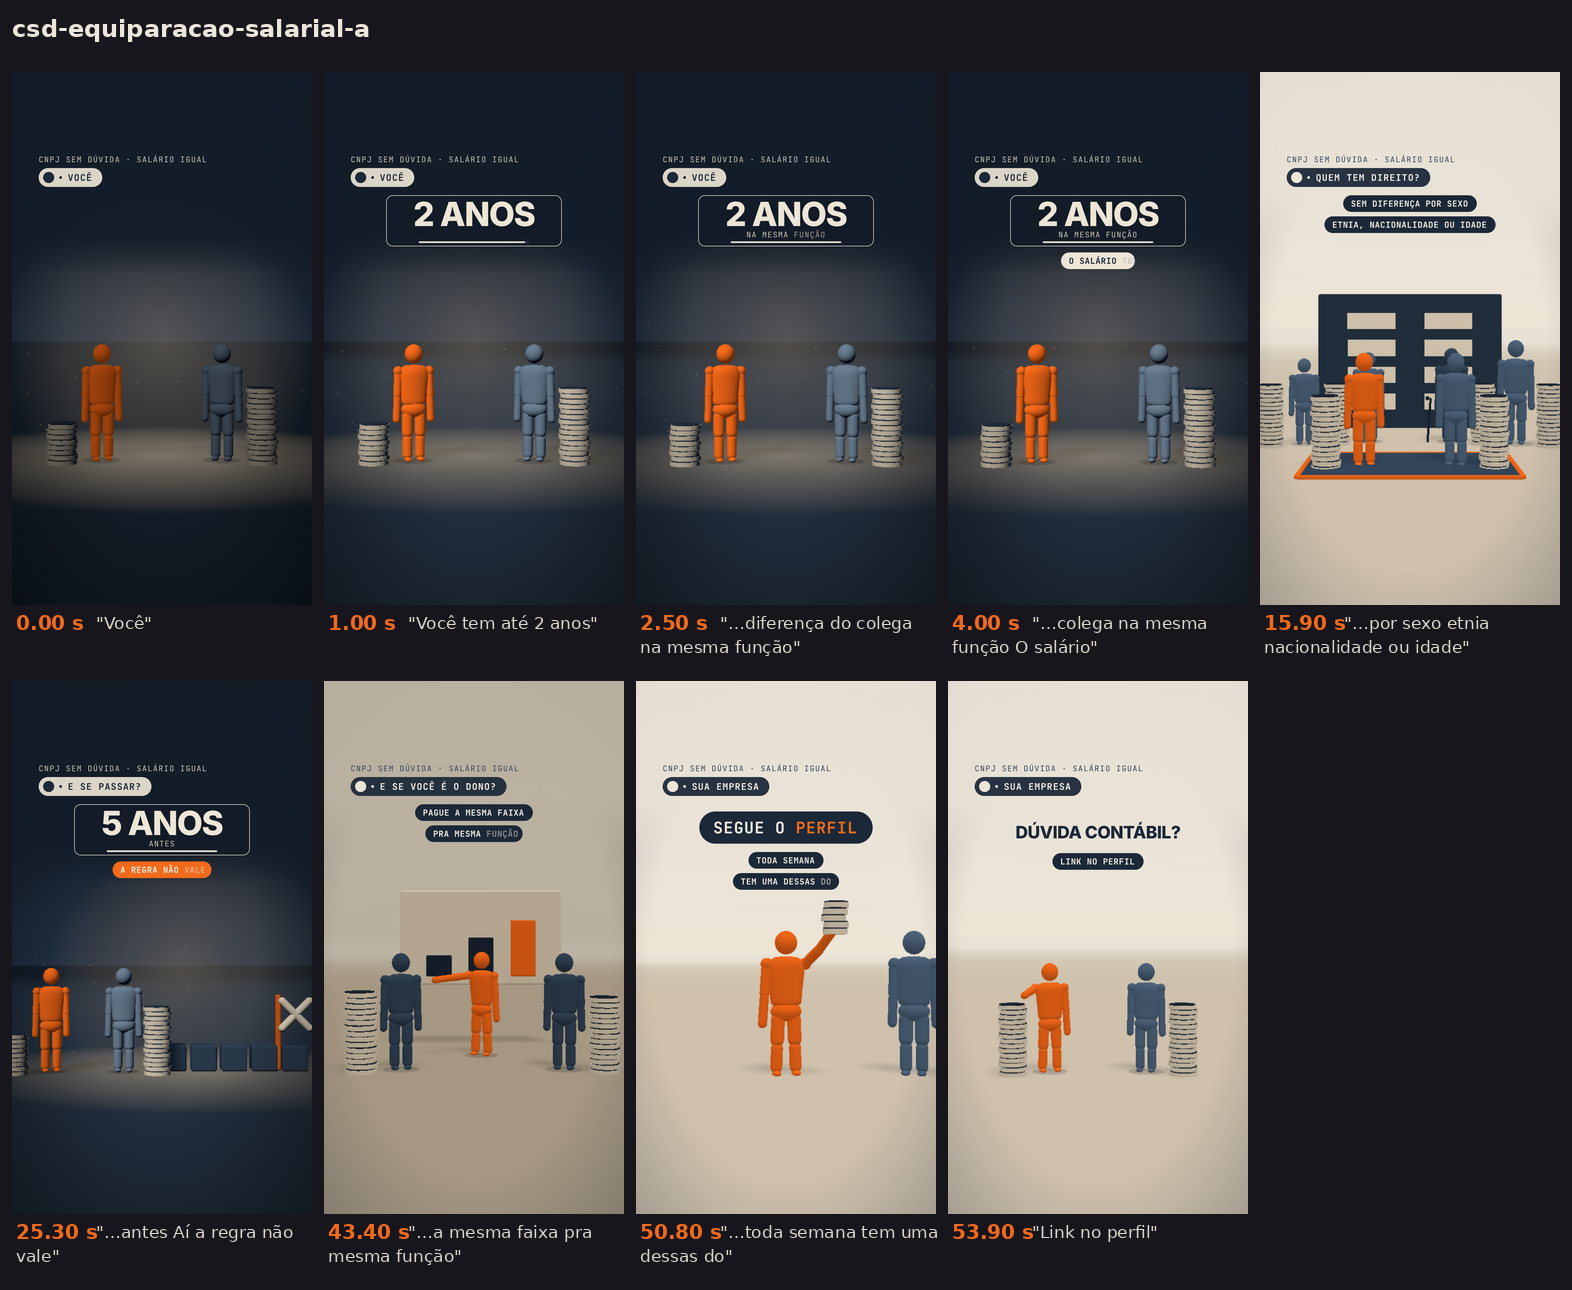 csd-equiparacao-salarial-a
CNPJ SEM DÚVIDA · SALÁRIO IGUAL
• VOCÊ
0.00 s "Você"
CNPJ SEM DÚVIDA · SALÁRIO IGUAL
• VOCÊ
2 ANOS
1.00 s "Você tem até 2 anos"
CNPJ SEM DÚVIDA · SALÁRIO IGUAL
• VOCÊ
2 ANOS
NA MESMA FUNÇÃO
2.50 s "...diferença do colega
na mesma função"
CNPJ SEM DÚVIDA · SALÁRIO IGUAL
• VOCÊ
2 ANOS
NA MESMA FUNÇÃO
O SALÁRIO
4.00 s "...colega na mesma
função O salário"
CNPJ SEM DÚVIDA · SALÁRIO IGUAL
• QUEM TEM DIREITO?
SEM DIFERENÇA POR SEXO
ETNIA, NACIONALIDADE OU IDADE
15.90 s "...por sexo etnia
nacionalidade ou idade"
CNPJ SEM DÚVIDA · SALÁRIO IGUAL
• E SE PASSAR?
5 ANOS
ANTES
A REGRA NÃO VALE
25.30 s "...antes Aí a regra não
vale"
CNPJ SEM DÚVIDA · SALÁRIO IGUAL
• E SE VOCÊ É O DONO?
PAGUE A MESMA FAIXA
PRA MESMA FUNÇÃO
43.40 s "...a mesma faixa pra
mesma função"
CNPJ SEM DÚVIDA · SALÁRIO IGUAL
• SUA EMPRESA
SEGUE O PERFIL
TODA SEMANA
TEM UMA DESSAS DO
50.80 s "...toda semana tem uma
dessas do"
CNPJ SEM DÚVIDA · SALÁRIO IGUAL
• SUA EMPRESA
DÚVIDA CONTÁBIL?
LINK NO PERFIL
53.90 s "Link no perfil"